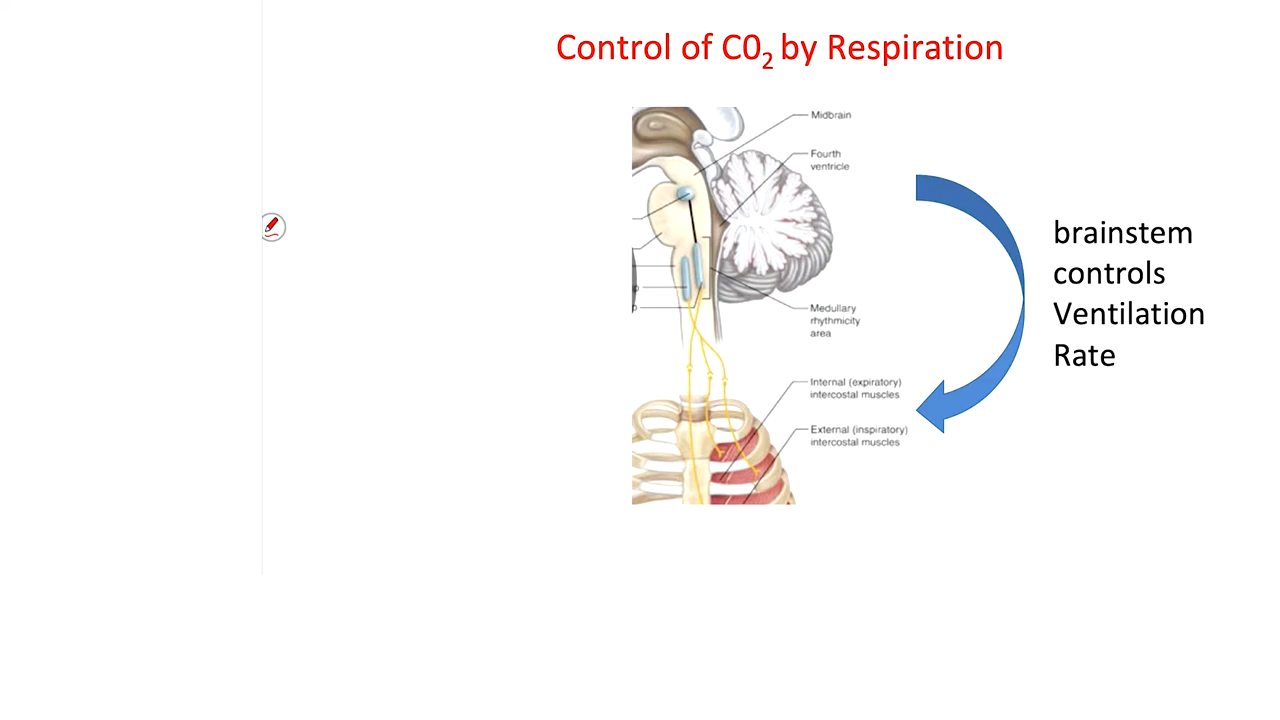 Control of C0₂ by Respiration
Midbrain
Fourth
ventricle
brainstem
controls
Ventilation
Rate
Medullary
rhythmicity
area
Internal (expiratory)
intercostal muscles
External (inspiratory)
intercostal muscles